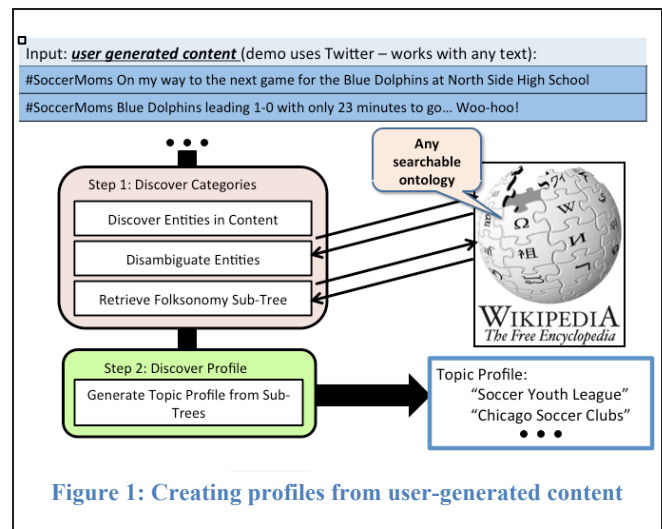 Input: user generated content (demo uses Twitter – works with any text):
#SoccerMoms On my way to the next game for the Blue Dolphins at North Side High School
#SoccerMoms Blue Dolphins leading 1-0 with only 23 minutes to go… Woo-hoo!
Any
searchable
ontology
Step 1: Discover Categories
Discover Entities in Content
Disambiguate Entities
Retrieve Folksonomy Sub-Tree
Ω
W
И
祖
WIKIPEDIA
The Free Encyclopedia
Step 2: Discover Profile
Generate Topic Profile from Sub-
Trees
Topic Profile:
“Soccer Youth League”
“Chicago Soccer Clubs”
Figure 1: Creating profiles from user-generated content